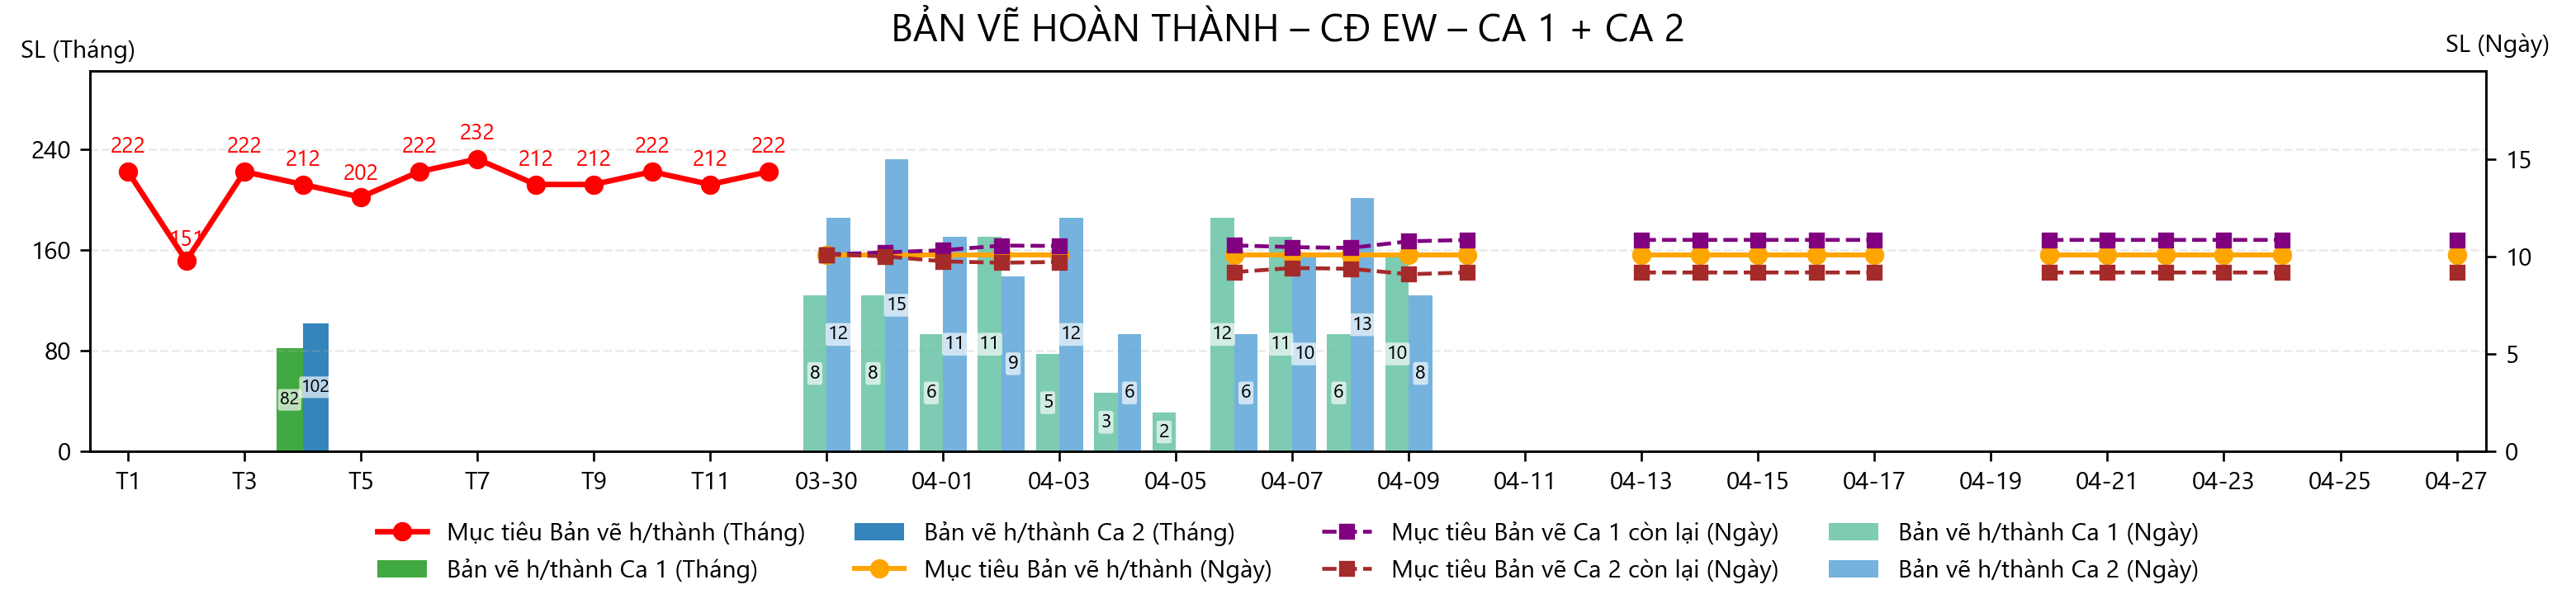 BẢN VẼ HOÀN THÀNH – CĐ EW – CA 1 + CA 2
SL (Tháng)
SL (Ngày)
222 151 222 212 202 222 232 212 212 222 212 222
240
160
80
0
15
10
5
0
82 102
8 12 8 15 6 11 11 9 5 12 3 6 2 12 6 11 10 6 13 10 8
T1 T3 T5 T7 T9 T11 03-30 04-01 04-03 04-05 04-07 04-09 04-11 04-13 04-15 04-17 04-19 04-21 04-23 04-25 04-27
Mục tiêu Bản vẽ h/thành (Tháng)
Bản vẽ h/thành Ca 1 (Tháng)
Bản vẽ h/thành Ca 2 (Tháng)
Mục tiêu Bản vẽ h/thành (Ngày)
Mục tiêu Bản vẽ Ca 1 còn lại (Ngày)
Mục tiêu Bản vẽ Ca 2 còn lại (Ngày)
Bản vẽ h/thành Ca 1 (Ngày)
Bản vẽ h/thành Ca 2 (Ngày)